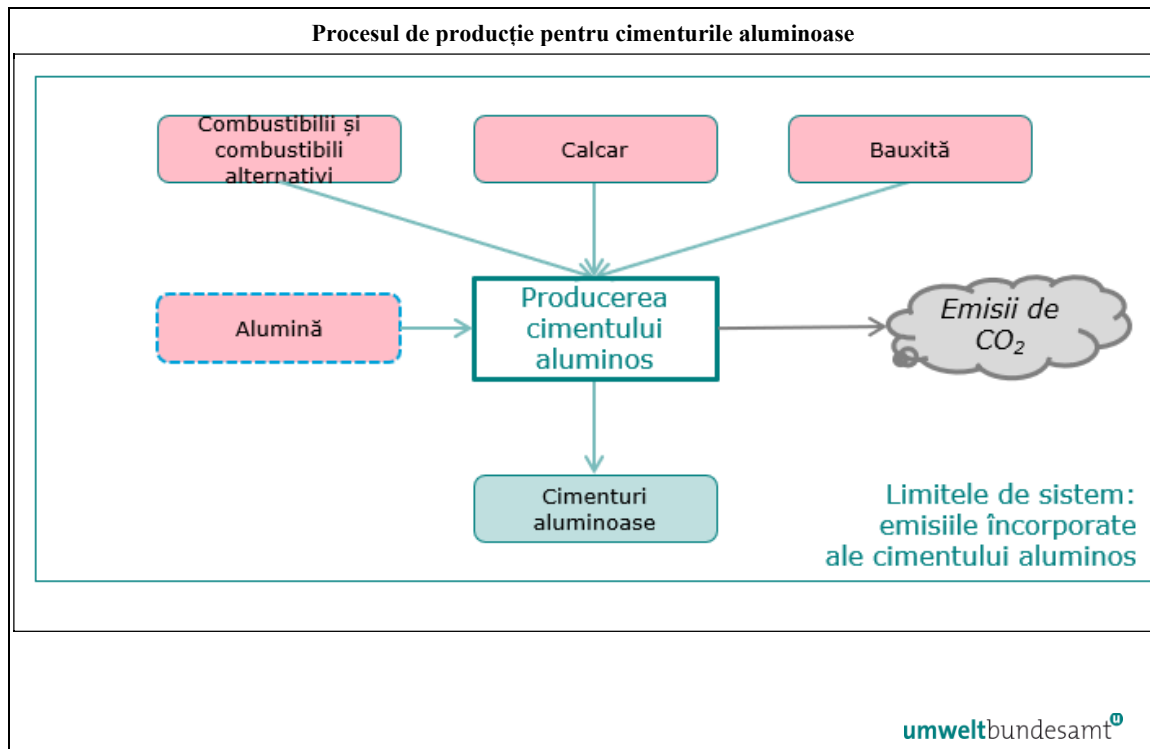 Procesul de producție pentru cimenturile aluminoase
Combustibilii și
combustibili
alternativi
Calcar
Bauxită
Alumină
Producerea
cimentului
aluminos
Emisii de
CO₂
Cimenturi
aluminoase
Limitele de sistem:
emisiile încorporate
ale cimentului aluminos
umweltbundesamt